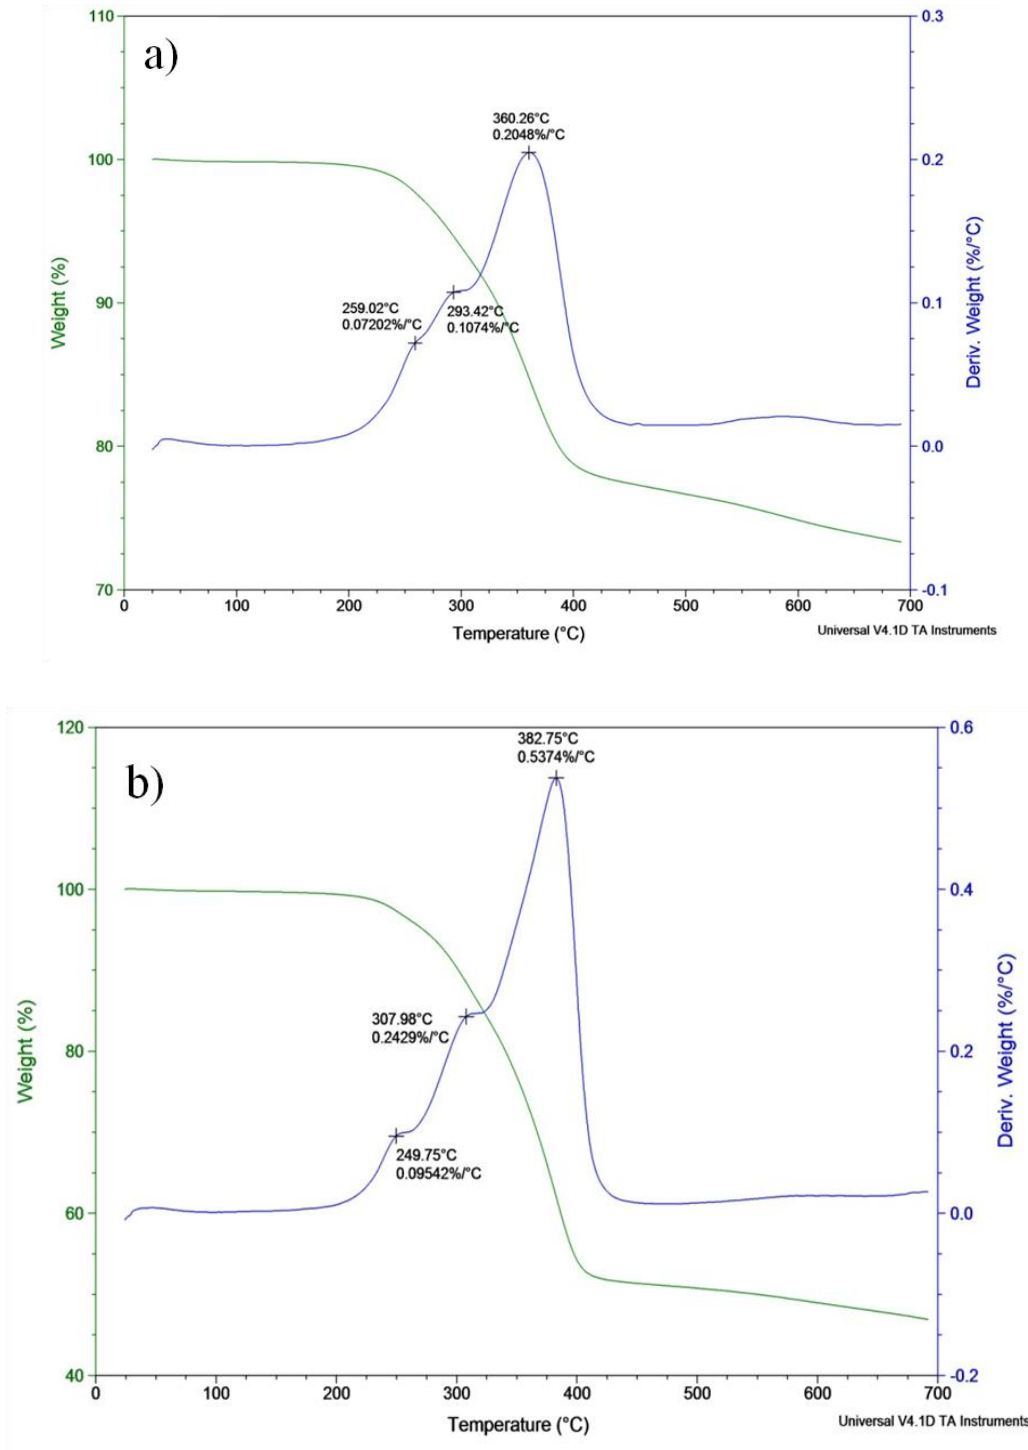 a)
110
100
90
80
70
Weight (%)
0.3
0.2
0.1
0.0
-0.1
Deriv. Weight (%/°C)
360.26°C
0.2048%/°C
259.02°C
0.07202%/°C
293.42°C
0.1074%/°C
0 100 200 300 400 500 600 700
Temperature (°C)
Universal V4.1D TA Instruments
b)
120
100
80
60
40
Weight (%)
0.6
0.4
0.2
0.0
-0.2
Deriv. Weight (%/°C)
382.75°C
0.5374%/°C
307.98°C
0.2429%/°C
249.75°C
0.09542%/°C
0 100 200 300 400 500 600 700
Temperature (°C)
Universal V4.1D TA Instruments